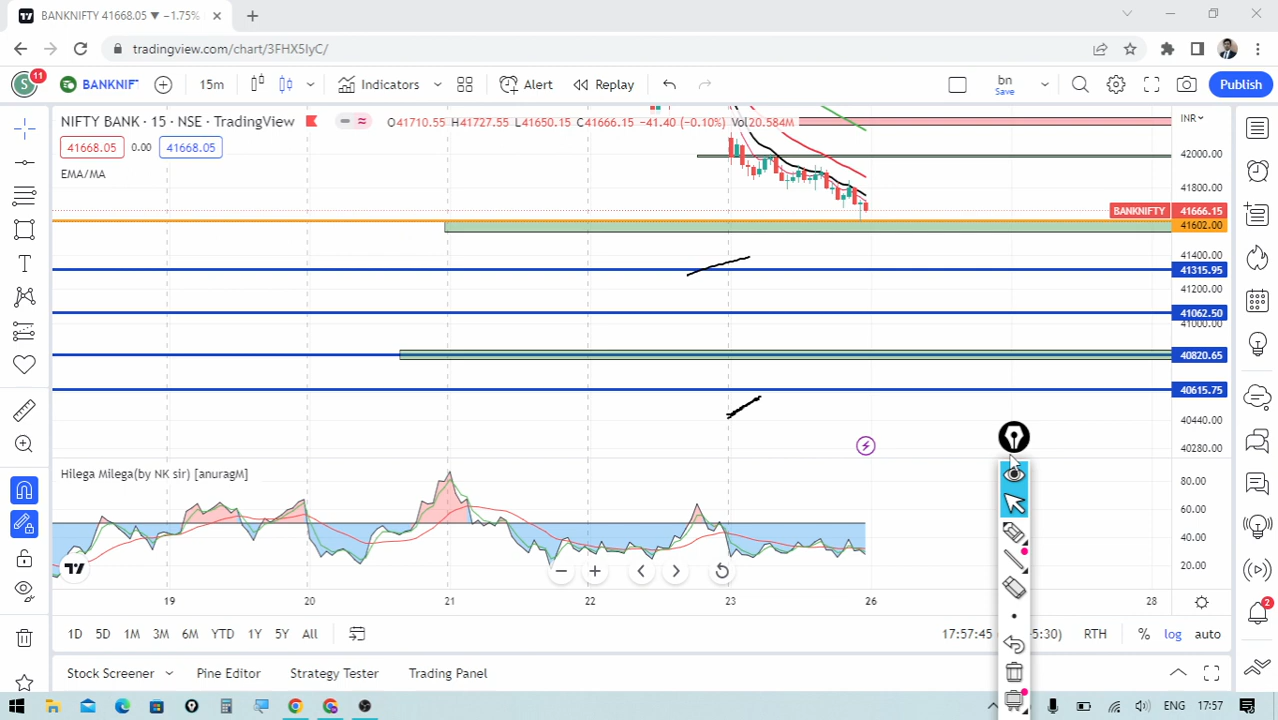 BANKNIFTY 41668.05 ▼ −1.75%
tradingview.com/chart/3FHX5lyC/
S 11 BANKNIF 15m Indicators Alert Replay bn Save Publish
NIFTY BANK · 15 · NSE · TradingView O41710.55 H41727.55 L41650.15 C41666.15 −41.40 (−0.10%) Vol20.584M INR
41668.05 0.00 41668.05
EMA/MA
42000.00
41800.00
BANKNIFTY 41666.15
41602.00
41400.00
41315.95
41200.00
41062.50
41000.00
40820.65
40615.75
40440.00
40280.00
Hilega Milega(by NK sir) [anuragM]
80.00
60.00
40.00
20.00
19 20 21 22 23 26 28
1D 5D 1M 3M 6M YTD 1Y 5Y All 17:57:45 5:30) RTH % log auto
2
Stock Screener Pine Editor Strategy Tester Trading Panel
ENG 17:57